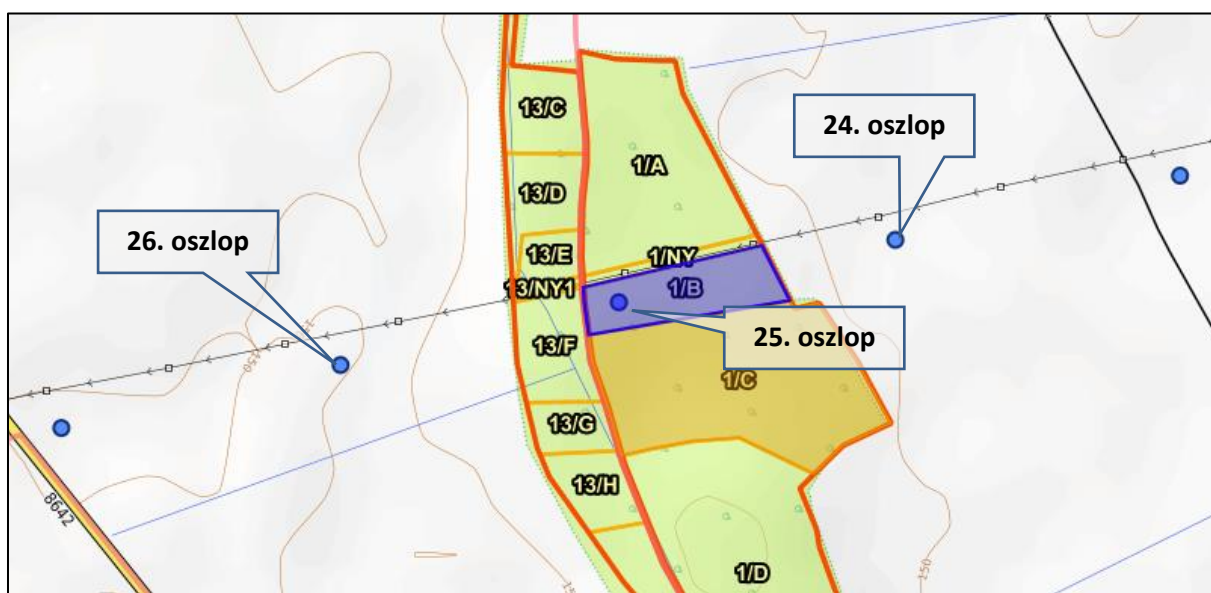 13/C
24. oszlop
1/A
13/D
26. oszlop
13/E
1/NY
13/NY1
1/B
150
13/F
25. oszlop
1/C
13/G
13/H
8642
1/D
150